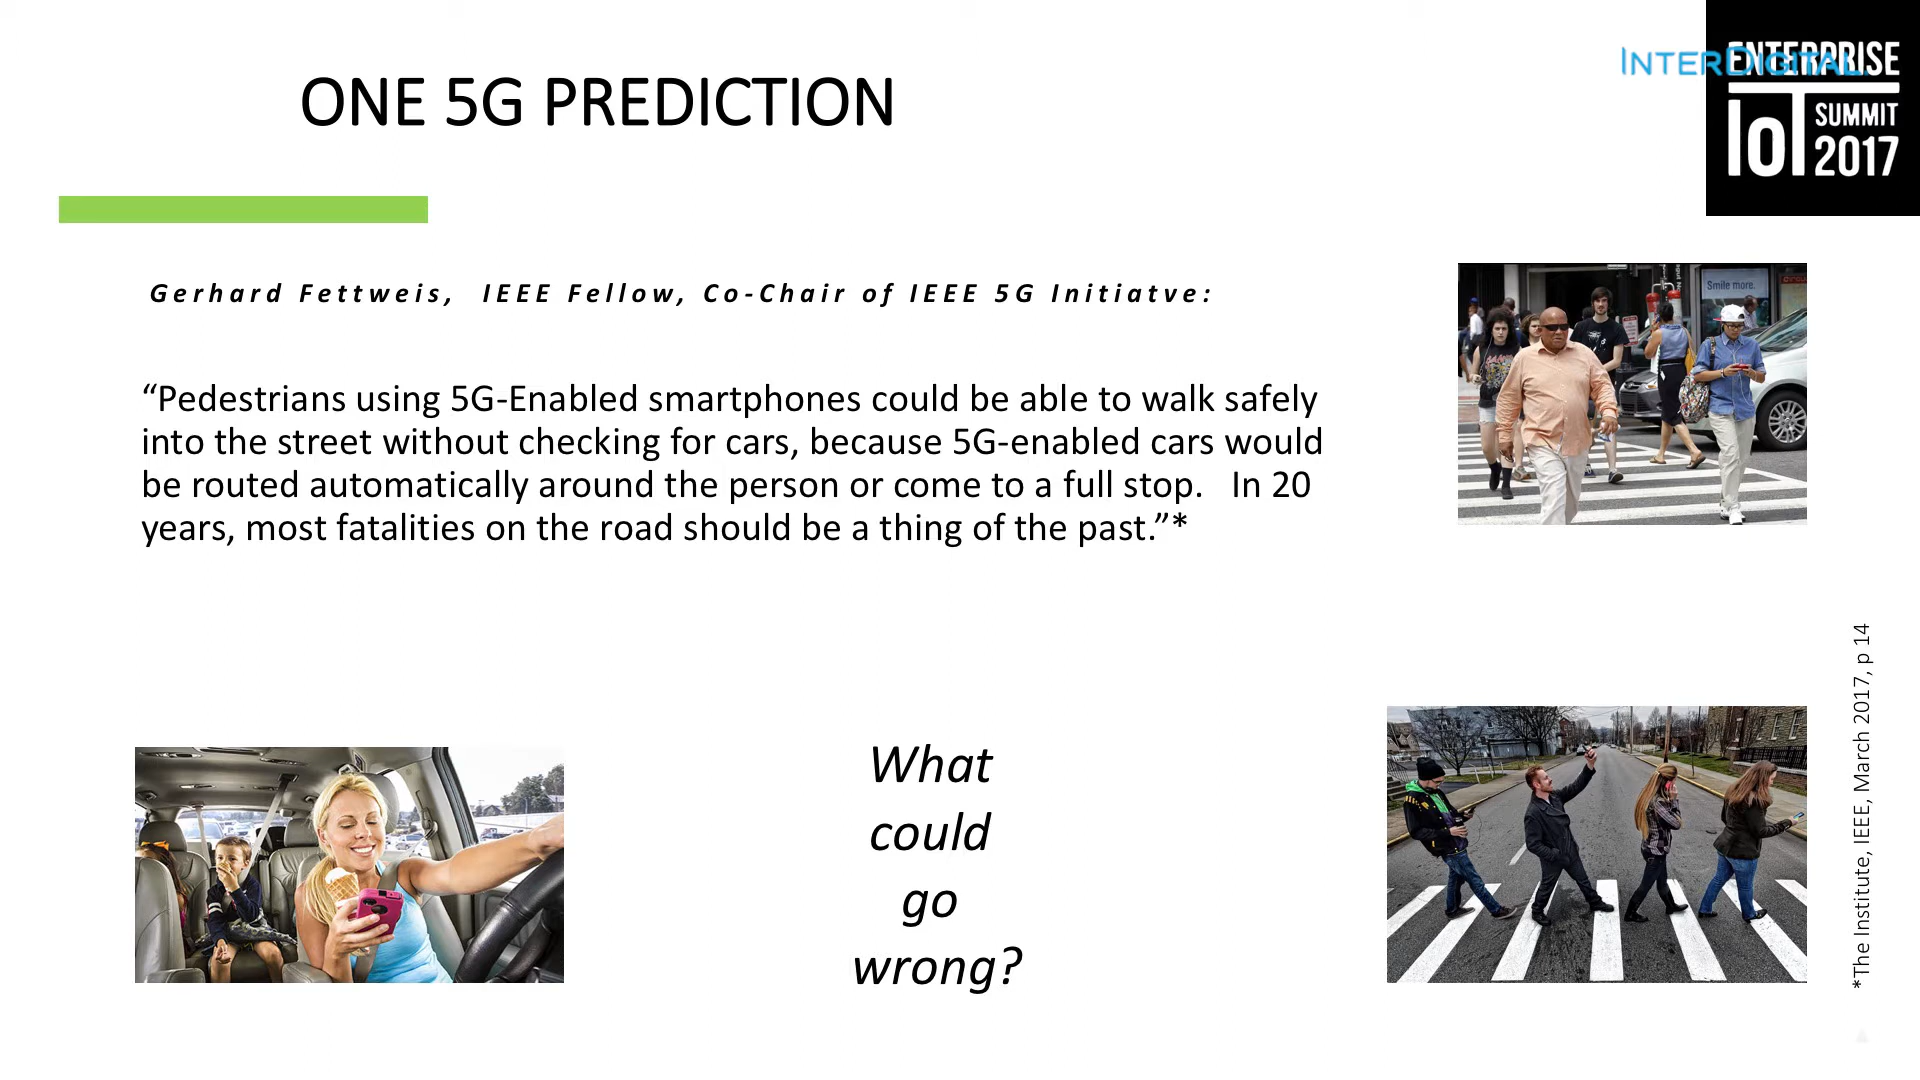 ONE 5G PREDICTION
INTERDIGITAL
ENTERPRISE
IoT
SUMMIT
2017
Gerhard Fettweis, IEEE Fellow, Co-Chair of IEEE 5G Initiatve:
“Pedestrians using 5G-Enabled smartphones could be able to walk safely
into the street without checking for cars, because 5G-enabled cars would
be routed automatically around the person or come to a full stop. In 20
years, most fatalities on the road should be a thing of the past.”*
Smile more.
What
could
go
wrong?
*The Institute, IEEE, March 2017, p 14